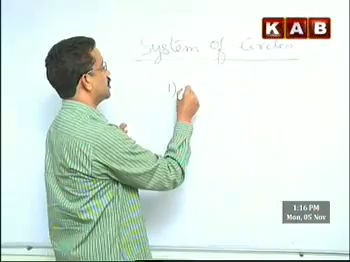 KAB
System of Circles
1)
1:16 PM
Mon, 05 Nov